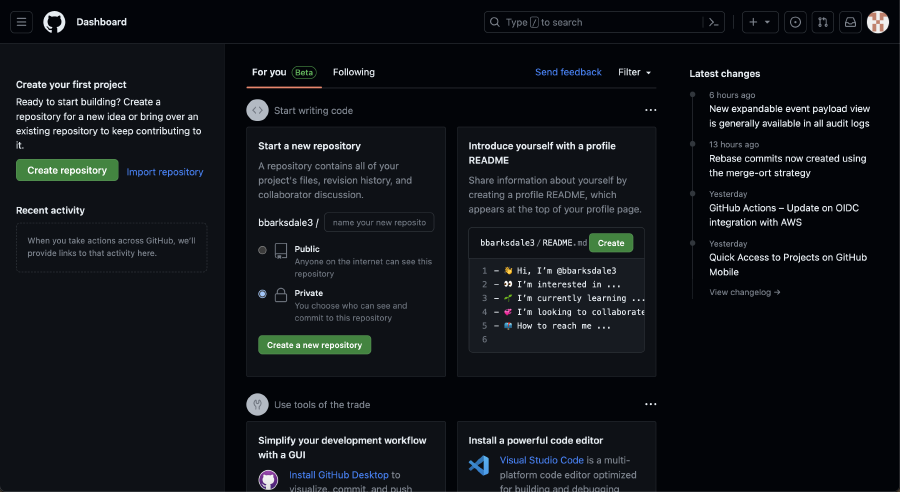 Dashboard
Type / to search
Create your first project
Ready to start building? Create a
repository for a new idea or bring over an
existing repository to keep contributing to
it.
Create repository
Import repository
Recent activity
When you take actions across GitHub, we'll
provide links to that activity here.
For you Beta
Following
Send feedback
Filter
Start writing code
Start a new repository
A repository contains all of your
project's files, revision history, and
collaborator discussion.
bbarksdale3 / name your new reposito
Public
Anyone on the internet can see this
repository
Private
You choose who can see and
commit to this repository
Create a new repository
Introduce yourself with a profile
README
Share information about yourself by
creating a profile README, which
appears at the top of your profile page.
bbarksdale3/README.md Create
1 - 👋 Hi, I'm @bbarksdale3
2 - 👀 I'm interested in ...
3 - 🌱 I'm currently learning ...
4 - 💞️ I'm looking to collaborate
5 - 📫 How to reach me ...
6
Use tools of the trade
Simplify your development workflow
with a GUI
Install GitHub Desktop to
visualize, commit, and push
Install a powerful code editor
Visual Studio Code is a multi-
platform code editor optimized
for building and debugging
Latest changes
6 hours ago
New expandable event payload view
is generally available in all audit logs
13 hours ago
Rebase commits now created using
the merge-ort strategy
Yesterday
GitHub Actions – Update on OIDC
integration with AWS
Yesterday
Quick Access to Projects on GitHub
Mobile
View changelog →